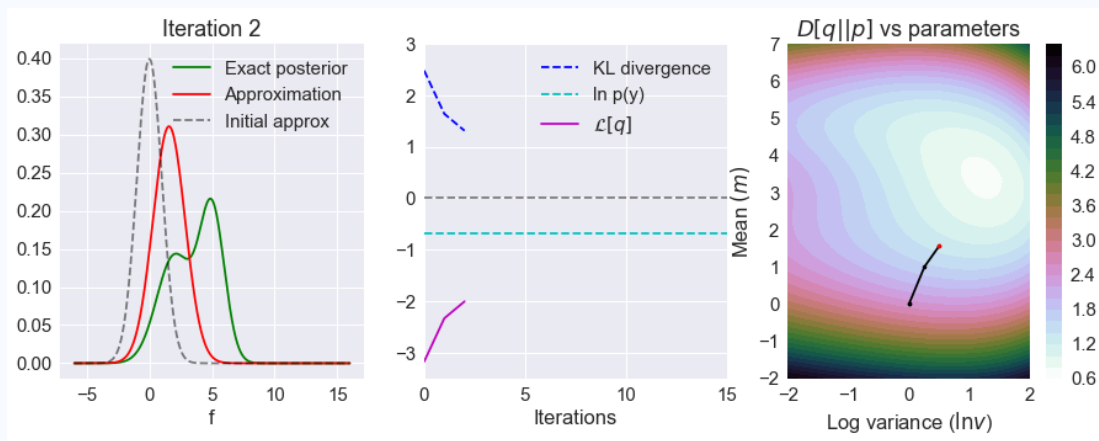 Iteration 2
0.40
0.35
0.30
0.25
0.20
0.15
0.10
0.05
0.00
Exact posterior
Approximation
Initial approx
−5 0 5 10 15
f
3
2
1
0
−1
−2
−3
KL divergence
ln p(y)
ℒ[q]
0 5 10 15
Iterations
D[q||p] vs parameters
Mean (m)
7
6
5
4
3
2
1
0
−1
−2
−2 −1 0 1 2
Log variance (lnv)
6.0
5.4
4.8
4.2
3.6
3.0
2.4
1.8
1.2
0.6